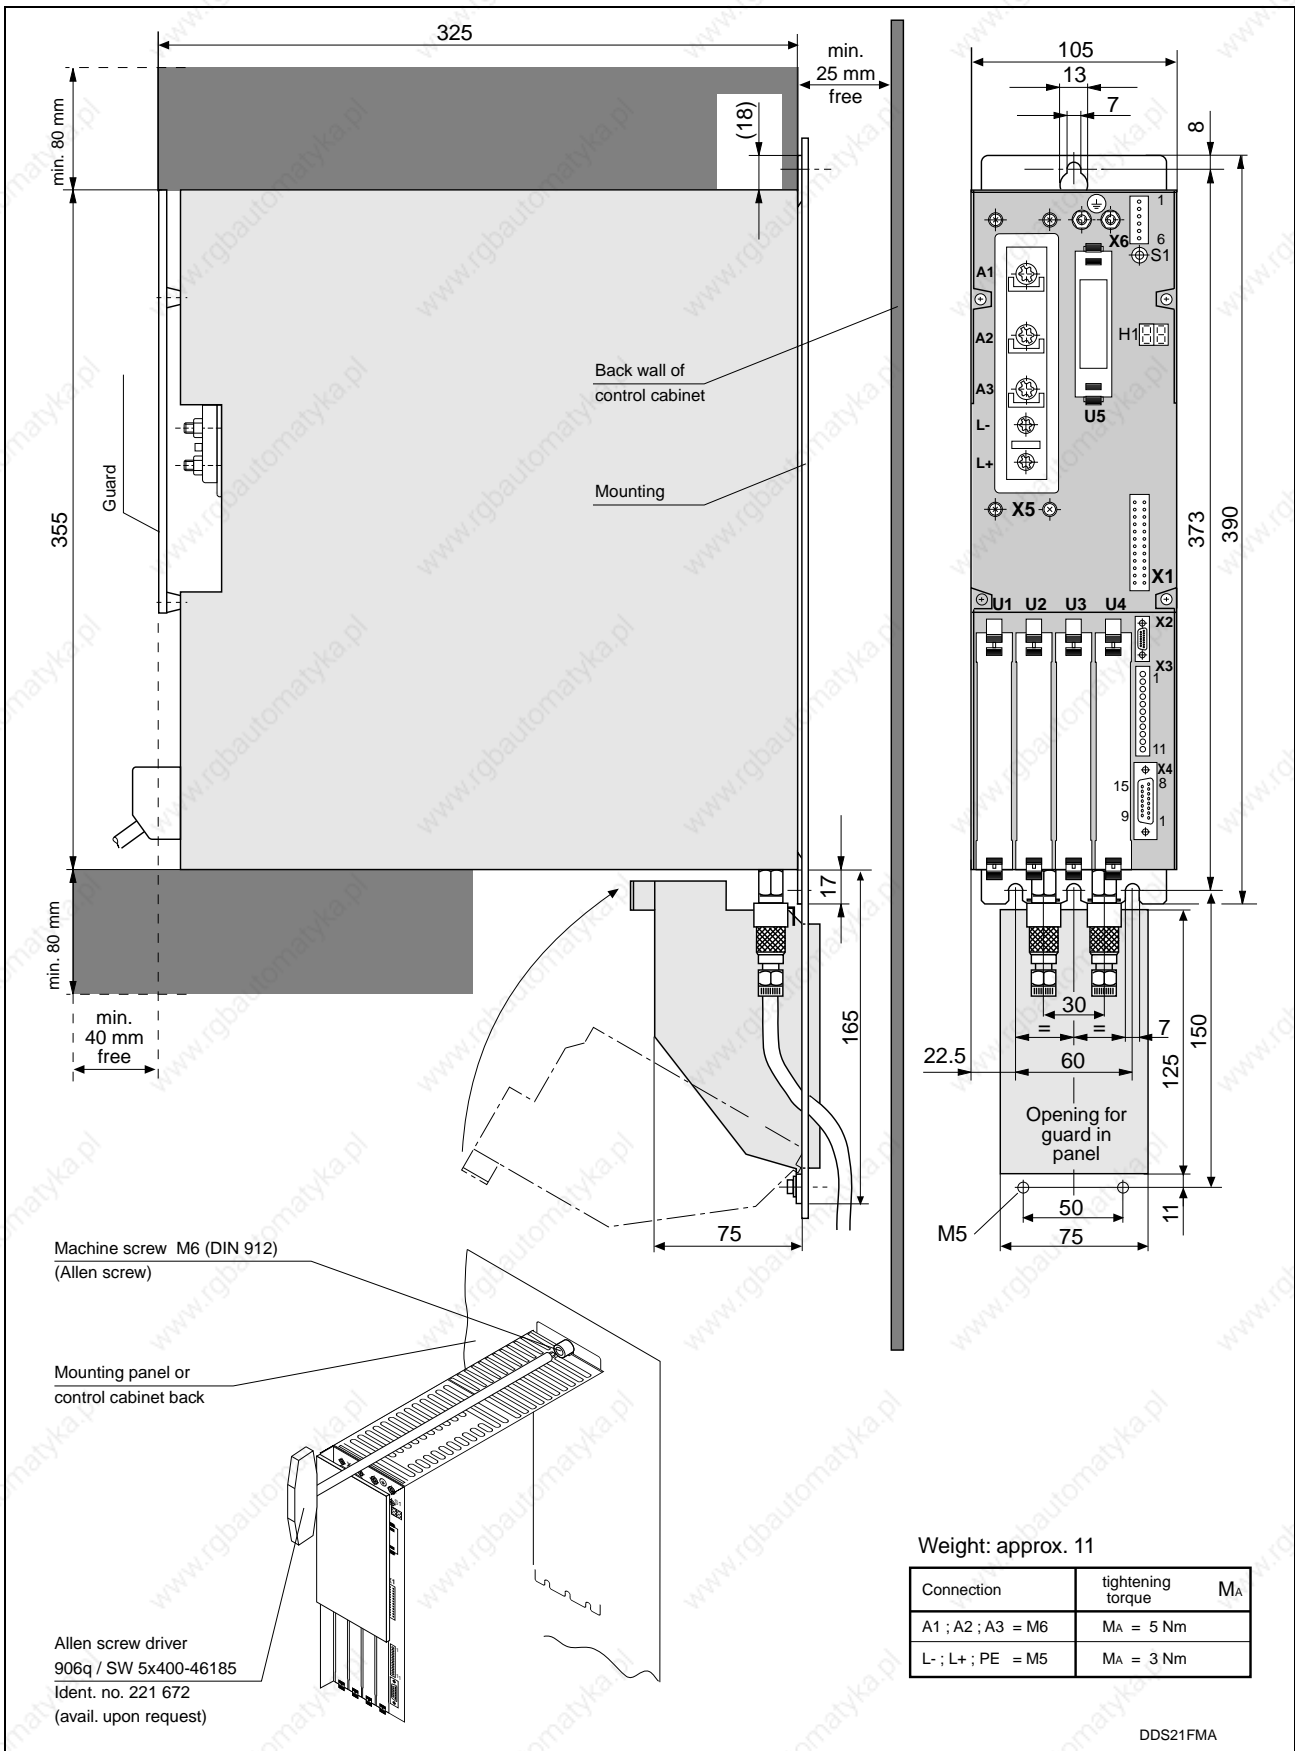 325
min.
25 mm
free
105
13
7
8
min. 80 mm
(18)
1
X6
6
S1
A1
A2
H1
A3
U5
L-
L+
X5
X1
Back wall of
control cabinet
Mounting
Guard
355
373
390
U1 U2 U3 U4
X2
X3
1
11
X4
15
8
9
1
min. 80 mm
17
165
min.
40 mm
free
30
= =
7
22.5
60
125
150
Opening for
guard in
panel
M5
50
11
75
75
Machine screw M6 (DIN 912)
(Allen screw)
Mounting panel or
control cabinet back
Allen screw driver
906q / SW 5x400-46185
Ident. no. 221 672
(avail. upon request)
Weight: approx. 11
Connection
tightening
torque
MA
A1 ; A2 ; A3 = M6
MA = 5 Nm
L- ; L+ ; PE = M5
MA = 3 Nm
DDS21FMA
www.rgbautomatyka.pl